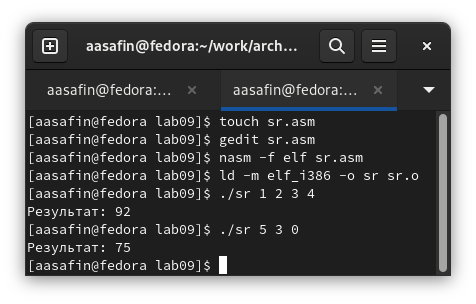 aasafin@fedora:~/work/arch...
aasafin@fedora:...
aasafin@fedora:...
[aasafin@fedora lab09]$ touch sr.asm
[aasafin@fedora lab09]$ gedit sr.asm
[aasafin@fedora lab09]$ nasm -f elf sr.asm
[aasafin@fedora lab09]$ ld -m elf_i386 -o sr sr.o
[aasafin@fedora lab09]$ ./sr 1 2 3 4
Результат: 92
[aasafin@fedora lab09]$ ./sr 5 3 0
Результат: 75
[aasafin@fedora lab09]$